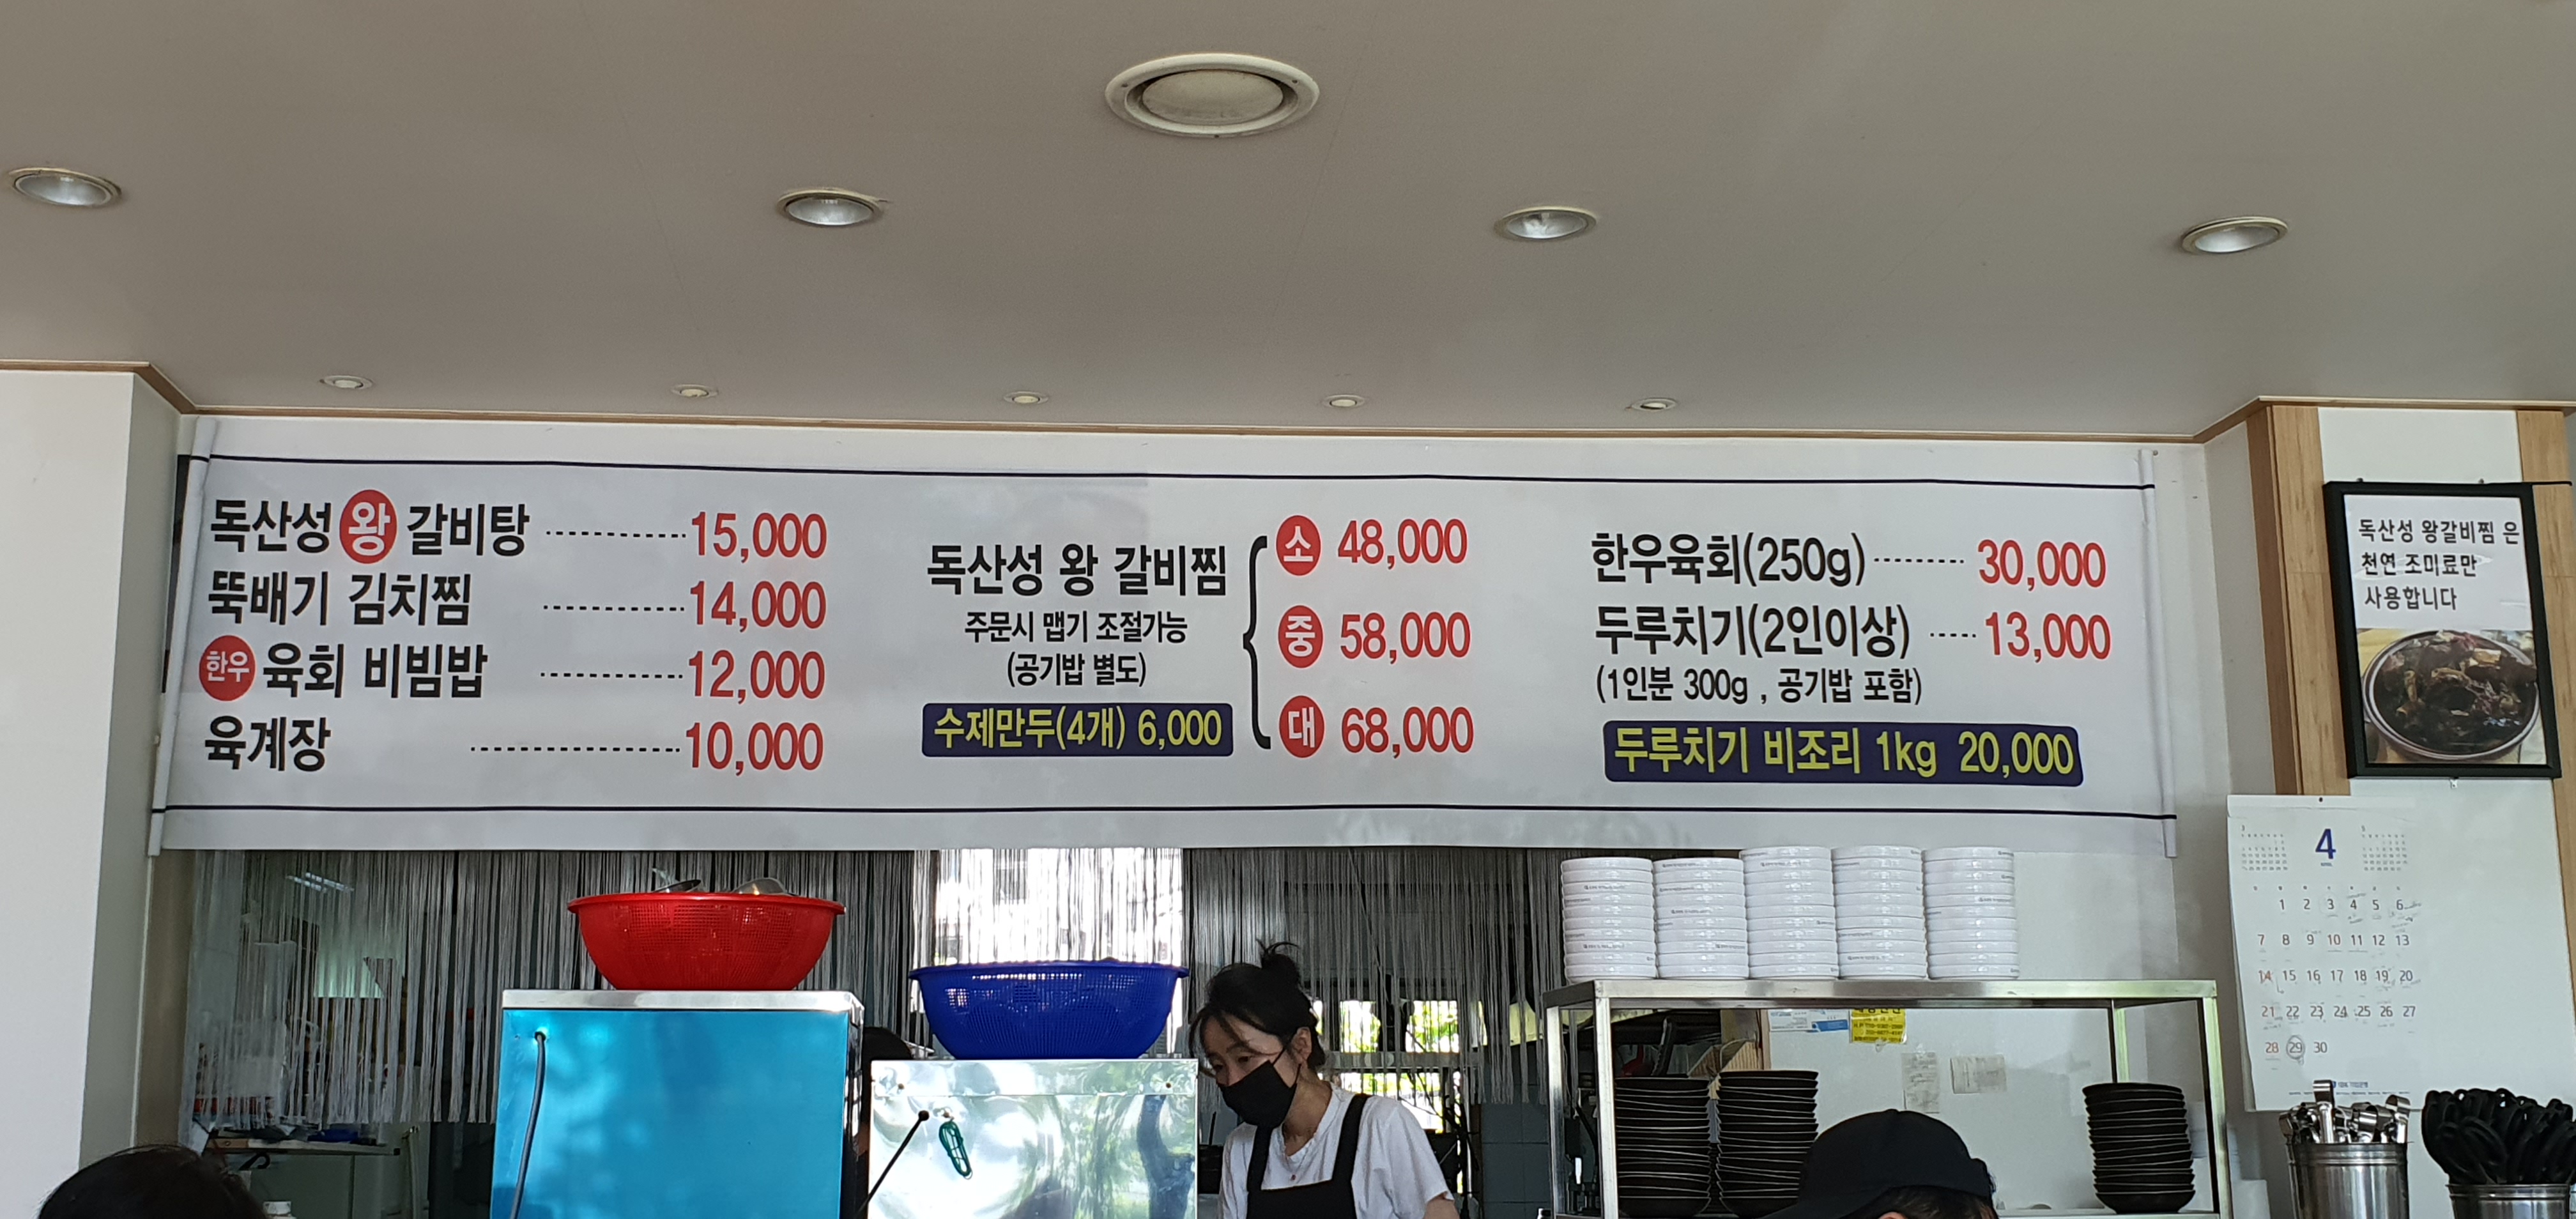 독산성 왕 갈비탕 ---------- 15,000
뚝배기 김치찜 ---------- 14,000
한우 육회 비빔밥 ---------- 12,000
육계장 --------------- 10,000
독산성 왕 갈비찜
주문시 맵기 조절가능
(공기밥 별도)
수제만두(4개) 6,000
소 48,000
중 58,000
대 68,000
한우육회(250g) ------- 30,000
두루치기(2인이상) ---- 13,000
(1인분 300g , 공기밥 포함)
두루치기 비조리 1kg 20,000
독산성 왕갈비찜 은
천연 조미료만
사용합니다
4
1 2 3 4 5 6
7 8 9 10 11 12 13
14 15 16 17 18 19 20
21 22 23 24 25 26 27
28 29 30